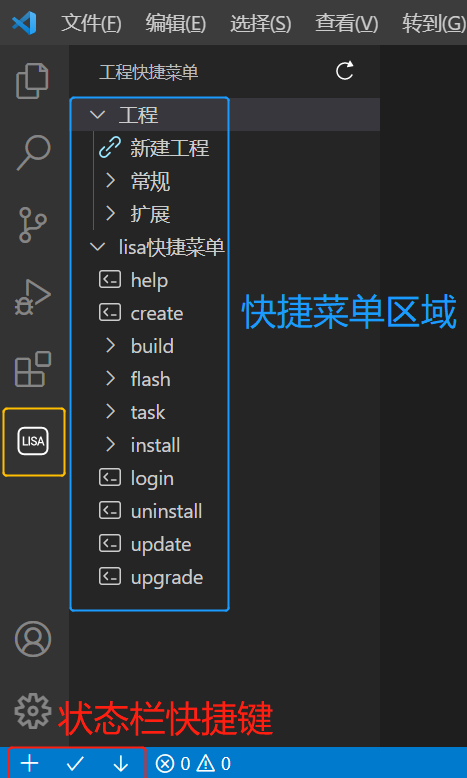 文件(F) 编辑(E) 选择(S) 查看(V) 转到(G)
工程快捷菜单
工程
新建工程
常规
扩展
lisa快捷菜单
help
create
快捷菜单区域
build
flash
task
install
LISA
login
uninstall
update
upgrade
状态栏快捷键
0 0